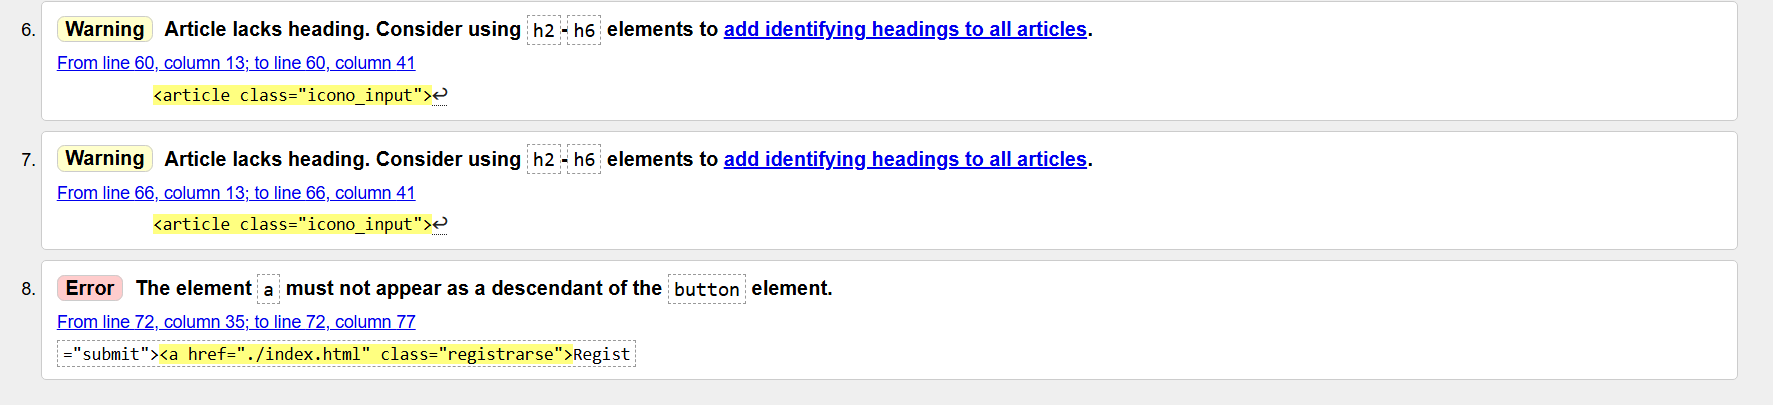 6. Warning Article lacks heading. Consider using h2-h6 elements to add identifying headings to all articles.
From line 60, column 13; to line 60, column 41
<article class="icono_input">↩
7. Warning Article lacks heading. Consider using h2-h6 elements to add identifying headings to all articles.
From line 66, column 13; to line 66, column 41
<article class="icono_input">↩
8. Error The element a must not appear as a descendant of the button element.
From line 72, column 35; to line 72, column 77
="submit"><a href="./index.html" class="registrarse">Regist